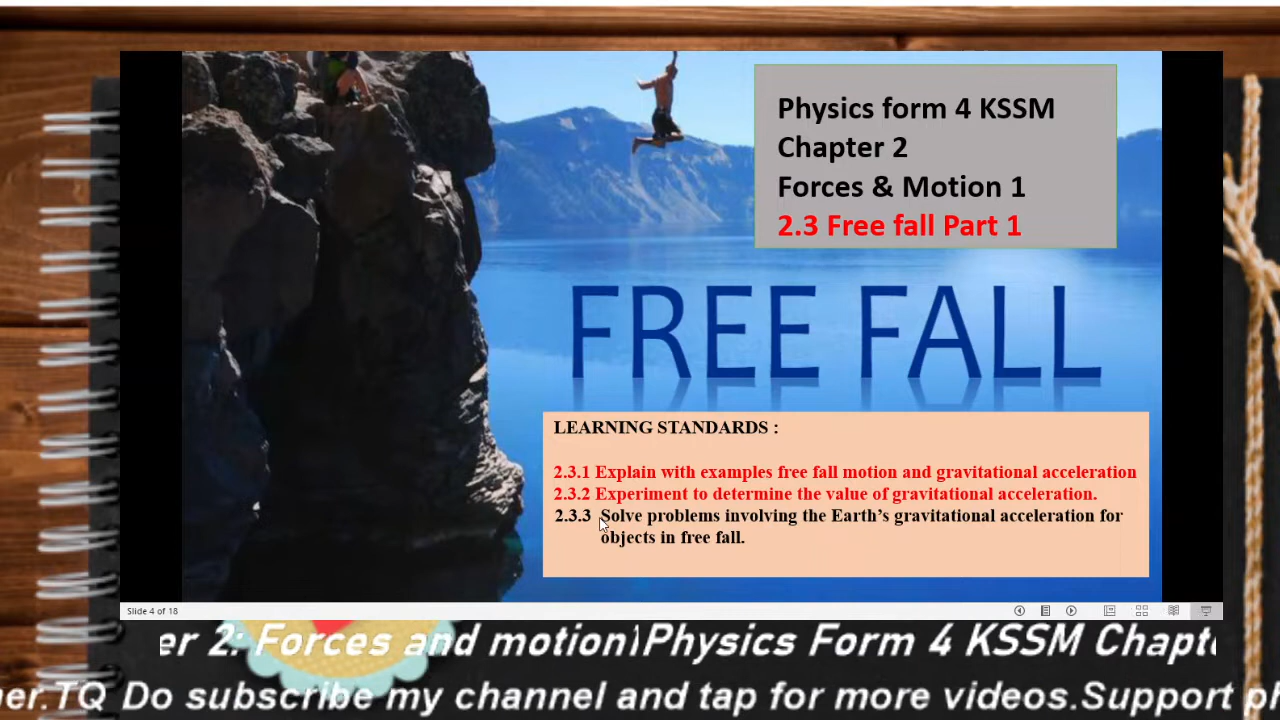 Physics form 4 KSSM
Chapter 2
Forces & Motion 1
2.3 Free fall Part 1
FREE FALL
LEARNING STANDARDS :
2.3.1 Explain with examples free fall motion and gravitational acceleration
2.3.2 Experiment to determine the value of gravitational acceleration.
2.3.3 Solve problems involving the Earth's gravitational acceleration for
objects in free fall.
Slide 4 of 18
er 2: Forces and motion\Physics Form 4 KSSM Chapt
er.TQ Do subscribe my channel and tap for more videos.Support ph